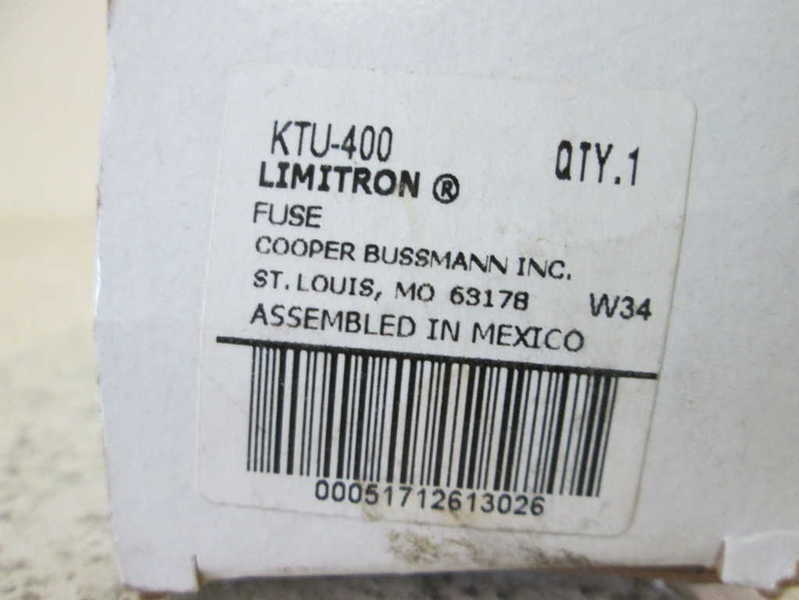 KTU-400 QTY.1
LIMITRON ®
FUSE
COOPER BUSSMANN INC.
ST. LOUIS, MO 63178 W34
ASSEMBLED IN MEXICO
00051712613026